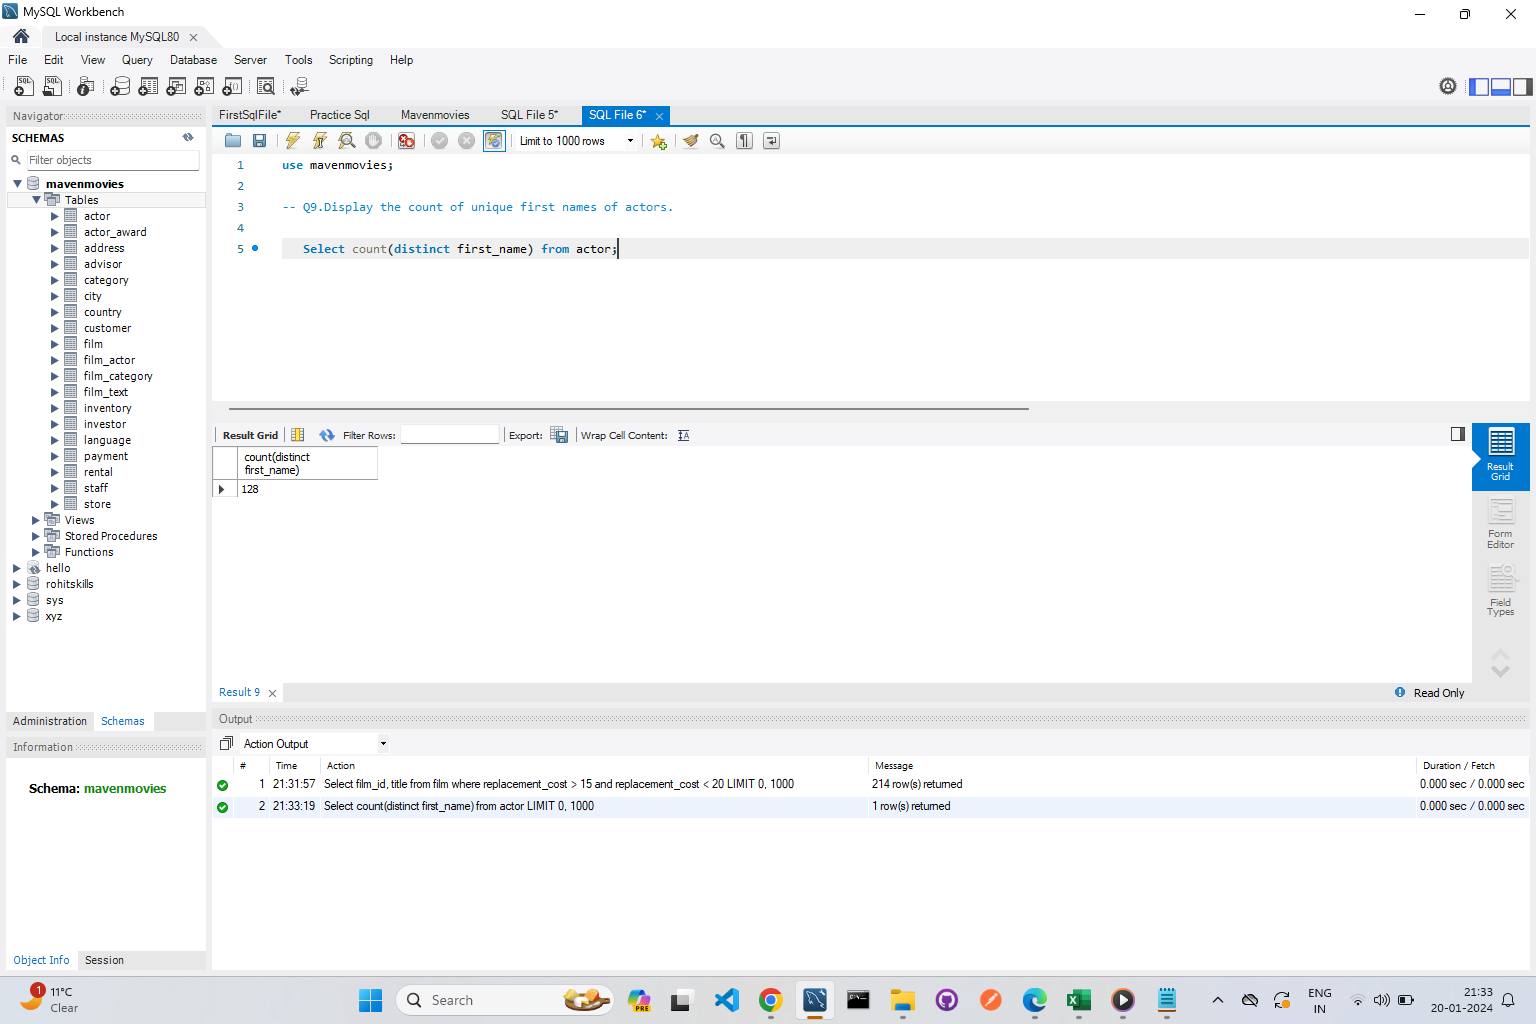 MySQL Workbench
Local instance MySQL80
File Edit View Query Database Server Tools Scripting Help
Navigator
SCHEMAS
Filter objects
mavenmovies
Tables
actor
actor_award
address
advisor
category
city
country
customer
film
film_actor
film_category
film_text
inventory
investor
language
payment
rental
staff
store
Views
Stored Procedures
Functions
hello
rohitskills
sys
xyz
Administration Schemas
Information
Schema: mavenmovies
Object Info Session
FirstSqlFile* Practice Sql Mavenmovies SQL File 5* SQL File 6*
Limit to 1000 rows
1 use mavenmovies;
2
3 -- Q9.Display the count of unique first names of actors.
4
5 Select count(distinct first_name) from actor;
Result Grid Filter Rows: Export: Wrap Cell Content:
count(distinct
first_name)
128
Result
Grid
Form
Editor
Field
Types
Result 9
Read Only
Output
Action Output
# Time Action Message Duration / Fetch
1 21:31:57 Select film_id, title from film where replacement_cost > 15 and replacement_cost < 20 LIMIT 0, 1000 214 row(s) returned 0.000 sec / 0.000 sec
2 21:33:19 Select count(distinct first_name) from actor LIMIT 0, 1000 1 row(s) returned 0.000 sec / 0.000 sec
1
11°C
Clear
Search
PRE
ENG
IN
21:33
20-01-2024